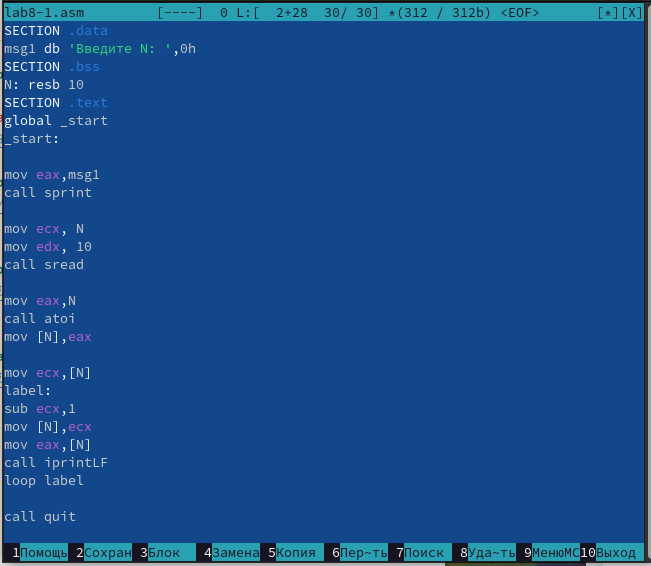 lab8-1.asm [----] 0 L:[ 2+28 30/ 30] *(312 / 312b) <EOF> [*][X]
SECTION .data
msg1 db 'Введите N: ',0h
SECTION .bss
N: resb 10
SECTION .text
global _start
_start:
mov eax,msg1
call sprint
mov ecx, N
mov edx, 10
call sread
mov eax,N
call atoi
mov [N],eax
mov ecx,[N]
label:
sub ecx,1
mov [N],ecx
mov eax,[N]
call iprintLF
loop label
call quit
1Помощь 2Сохран 3Блок 4Замена 5Копия 6Пер~ть 7Поиск 8Уда~ть 9МенюМС 10Выход